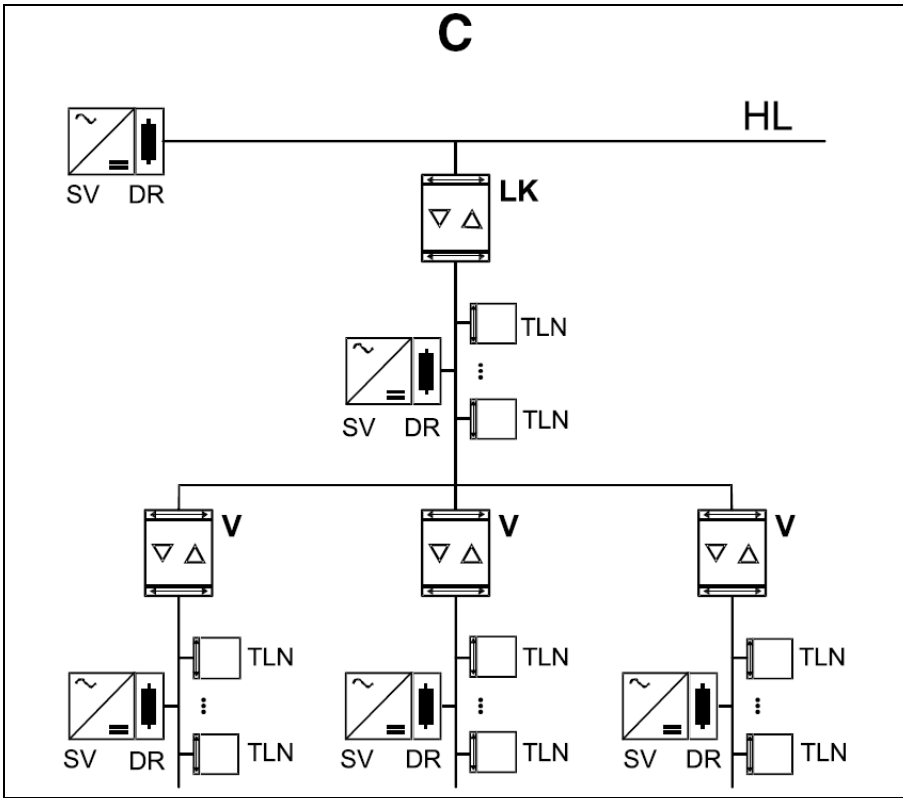 C
HL
SV DR
LK
TLN
SV DR
TLN
V V V
TLN TLN TLN
SV DR TLN SV DR TLN SV DR TLN